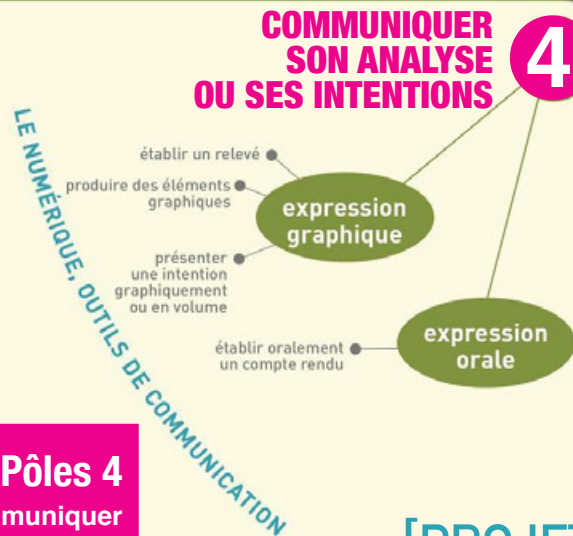 COMMUNIQUER
SON ANALYSE
OU SES INTENTIONS
4
LE NUMÉRIQUE, OUTILS DE COMMUNICATION
établir un relevé
produire des éléments
graphiques
expression
graphique
présenter
une intention
graphiquement
ou en volume
établir oralement
un compte rendu
expression
orale
Pôles 4
muniquer
[PROJET